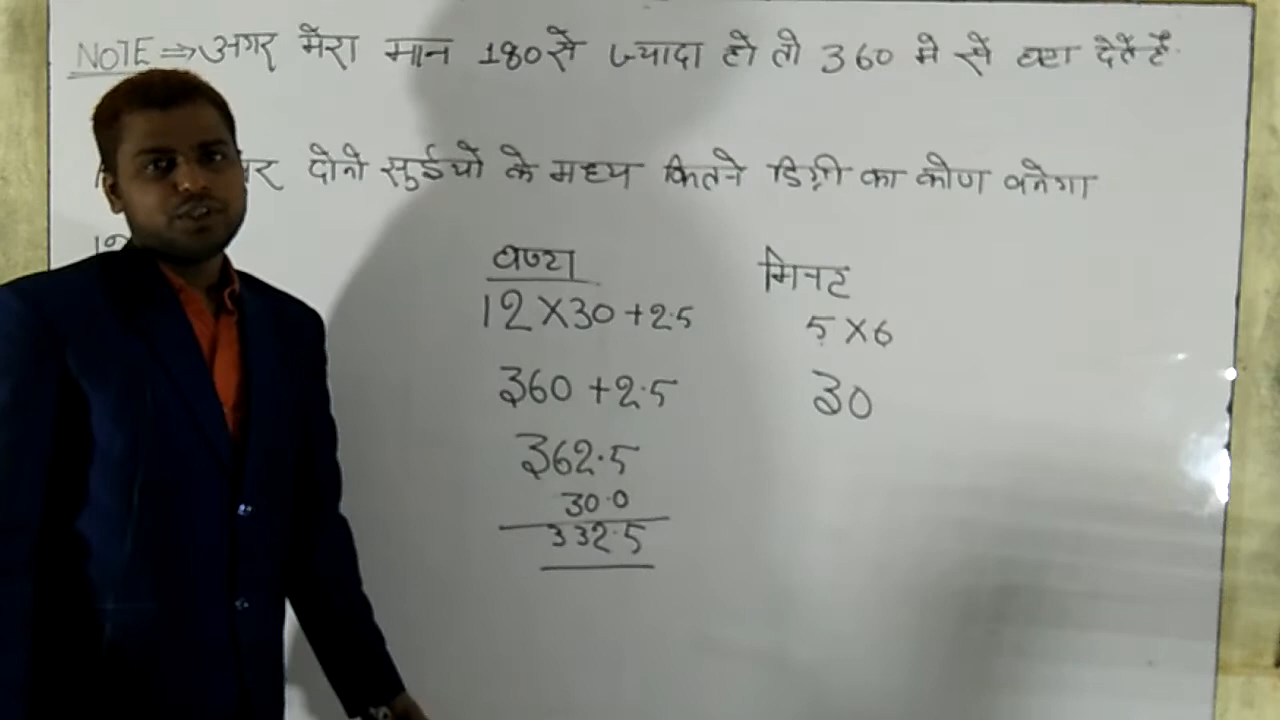 NOTE ⇒ अगर मेरा मान 180 से ज्यादा हो तो 360 मे से घटा देते है.
दोनो सुईयों के मध्य कितने डिग्री का कोण बनेगा
घण्टा
मिनट
12 X 30 + 2.5
5 X 6
360 + 2.5
30
362.5
30.0
332.5